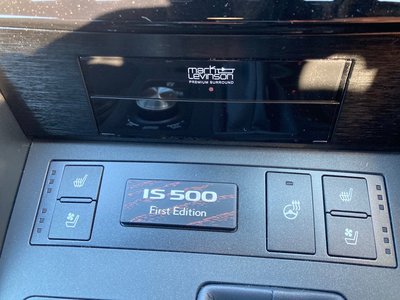 mark
levinson
PREMIUM SURROUND
IS 500
First Edition